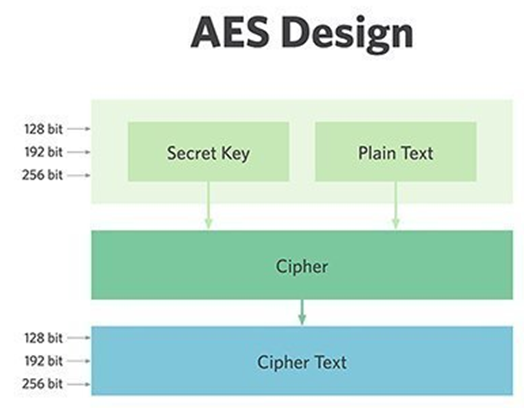 AES Design
128 bit
192 bit
256 bit
Secret Key
Plain Text
Cipher
128 bit
192 bit
256 bit
Cipher Text